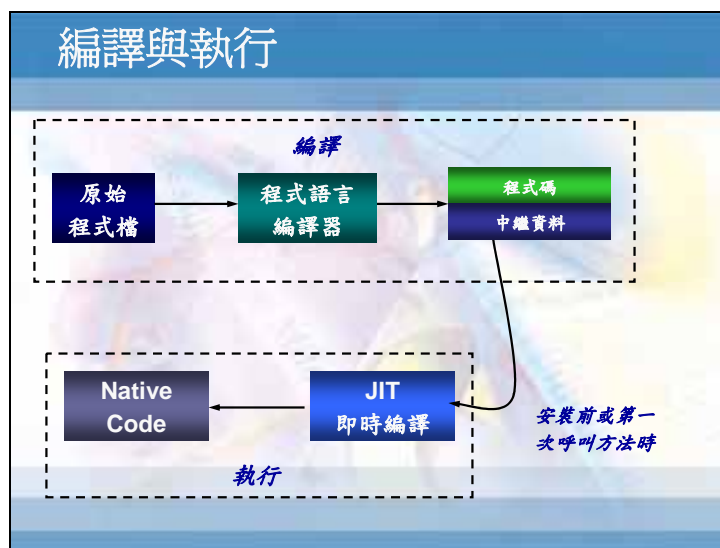 編譯與執行
編譯
原始
程式檔
程式語言
編譯器
程式碼
中繼資料
Native
Code
JIT
即時編譯
安裝前或第一
次呼叫方法時
執行